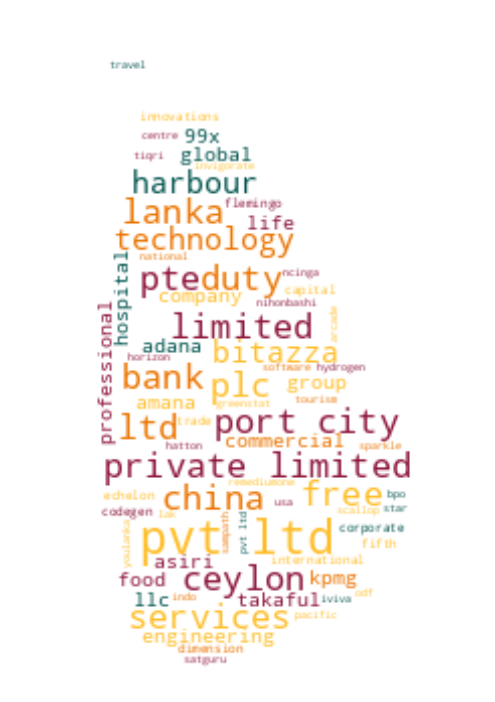 travel
innovations
centre 99x
tiqri global
invigorate
harbour
lanka flemingo
life
technology
national
hospital
pte duty ncinga
company capital
nihonbashi
professional
limited arcade
adana bitazza
horizon
software hydrogen
bank plc group
amana greenstat tourism
ltd trade port city
commercial
hatton sparkle
private limited
remediumone
echelon china usa free bpo
codegen lak scallop star
youlanka pvt ltd sampath pvt ltd corporate
fifth
asiri international
food ceylon kpmg
llc indo takaful iviva odf
services pacific
engineering
dimension
satguru